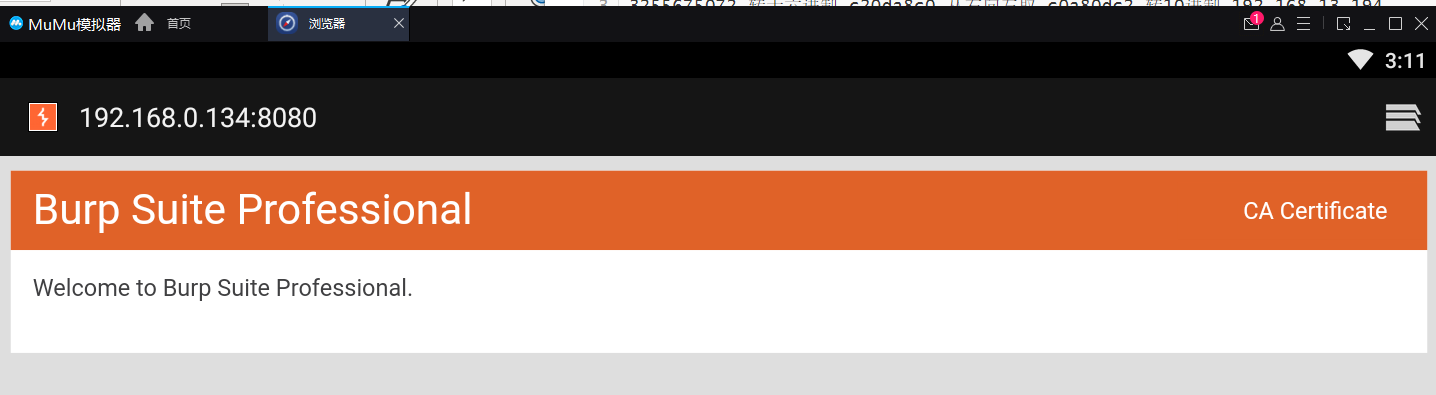 MuMu模拟器 首页 浏览器 1
3:11
192.168.0.134:8080
Burp Suite Professional CA Certificate
Welcome to Burp Suite Professional.